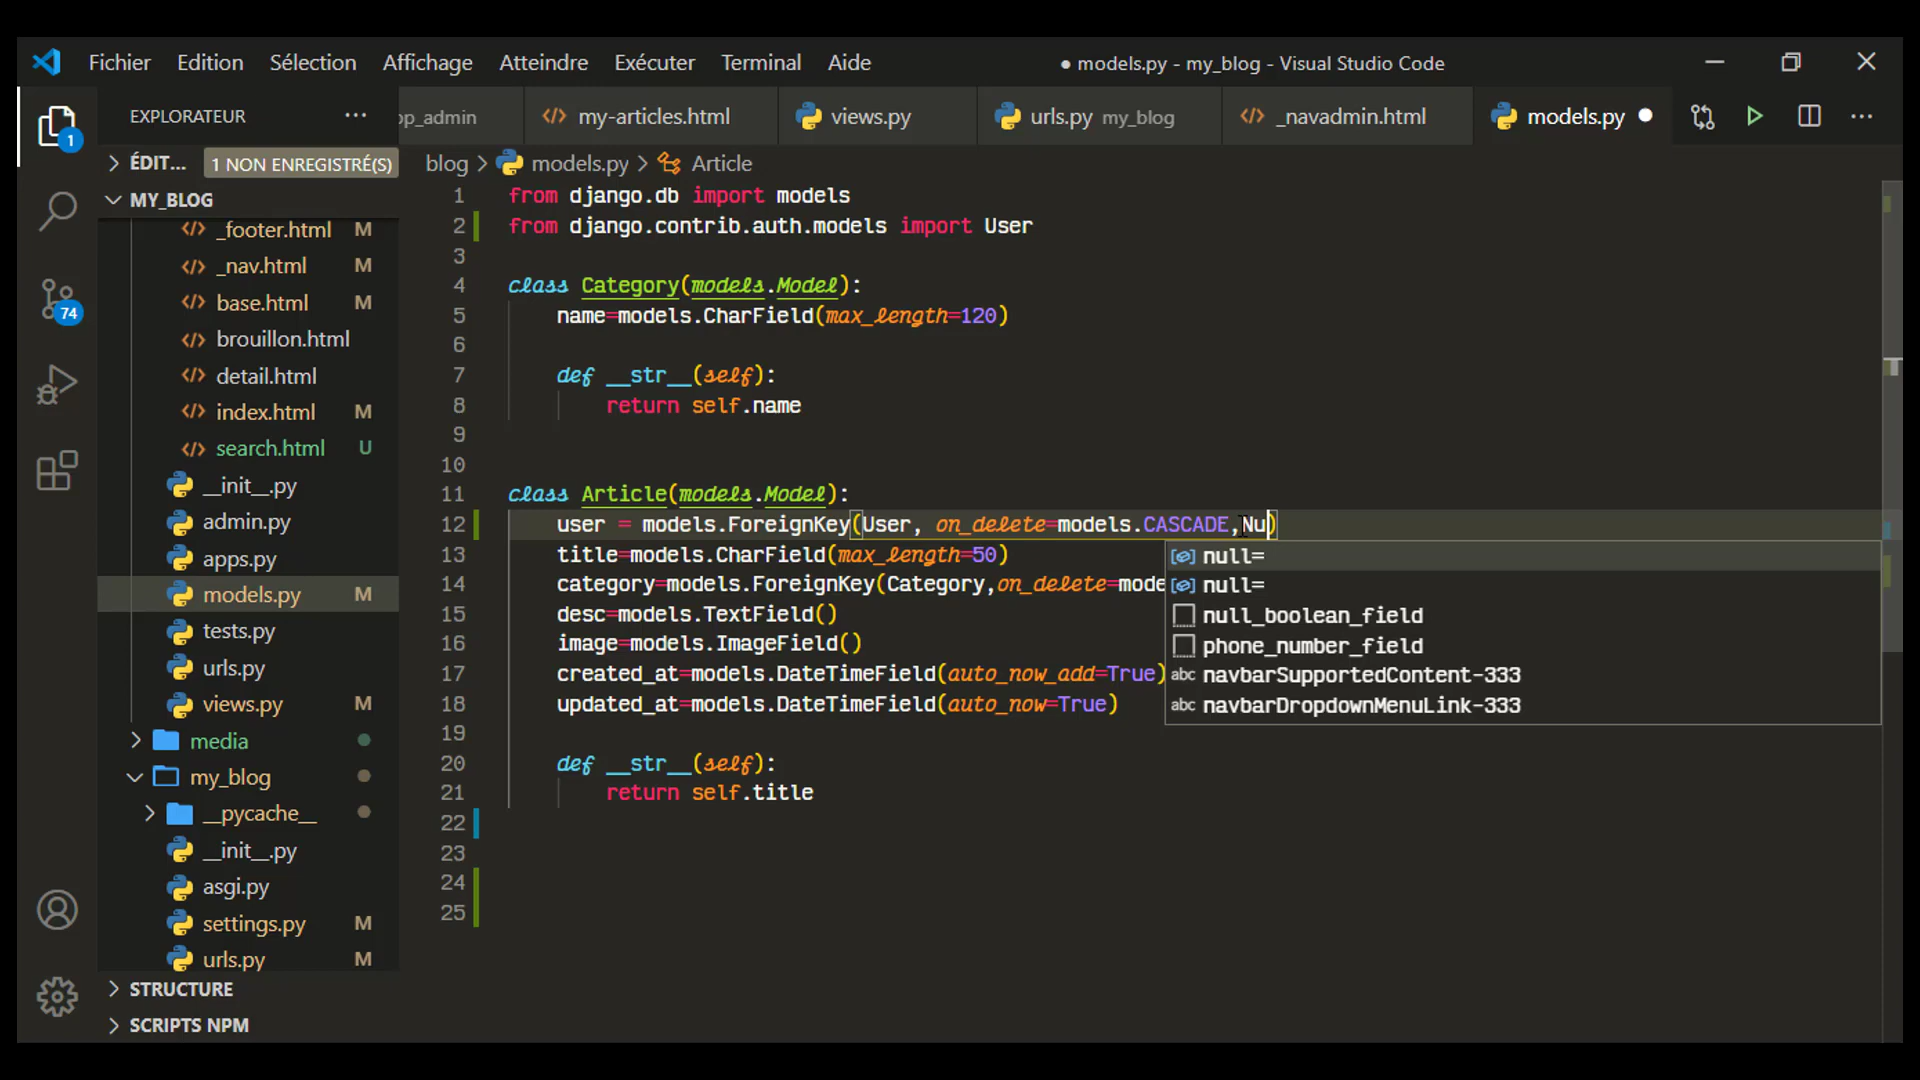 Fichier Edition Sélection Affichage Atteindre Exécuter Terminal Aide
● models.py - my_blog - Visual Studio Code
EXPLORATEUR ···
op_admin my-articles.html views.py urls.py my_blog _navadmin.html models.py
ÉDIT... 1 NON ENREGISTRÉ(S)
MY_BLOG
_footer.html M
_nav.html M
base.html M
brouillon.html
detail.html
index.html M
search.html U
__init__.py
admin.py
apps.py
models.py M
tests.py
urls.py
views.py M
media
my_blog
__pycache__
__init__.py
asgi.py
settings.py M
urls.py M
STRUCTURE
SCRIPTS NPM
1
74
blog > models.py > Article
1 from django.db import models
2 from django.contrib.auth.models import User
3
4 class Category(models.Model):
5 name=models.CharField(max_length=120)
6
7 def __str__(self):
8 return self.name
9
10
11 class Article(models.Model):
12 user = models.ForeignKey(User, on_delete=models.CASCADE,Nu)
13 title=models.CharField(max_length=50)
14 category=models.ForeignKey(Category,on_delete=mode
15 desc=models.TextField()
16 image=models.ImageField()
17 created_at=models.DateTimeField(auto_now_add=True)
18 updated_at=models.DateTimeField(auto_now=True)
19
20 def __str__(self):
21 return self.title
22
23
24
25
null=
null=
null_boolean_field
phone_number_field
abc navbarSupportedContent-333
abc navbarDropdownMenuLink-333